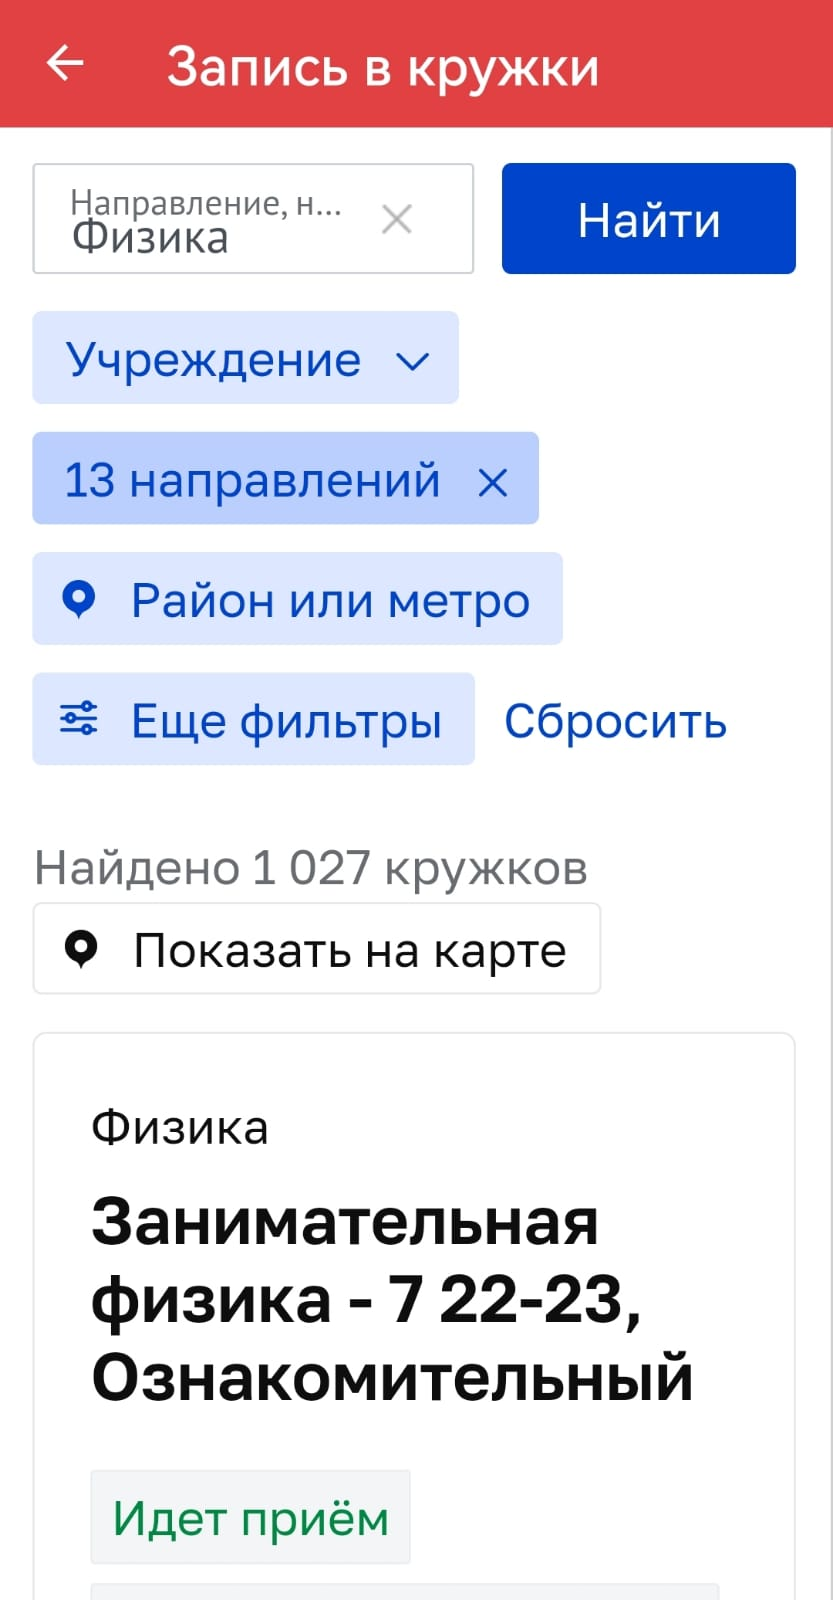 Запись в кружки
Направление, н...
Физика
Найти
Учреждение
13 направлений
Район или метро
Еще фильтры
Сбросить
Найдено 1 027 кружков
Показать на карте
Физика
Занимательная
физика - 7 22-23,
Ознакомительный
Идет приём